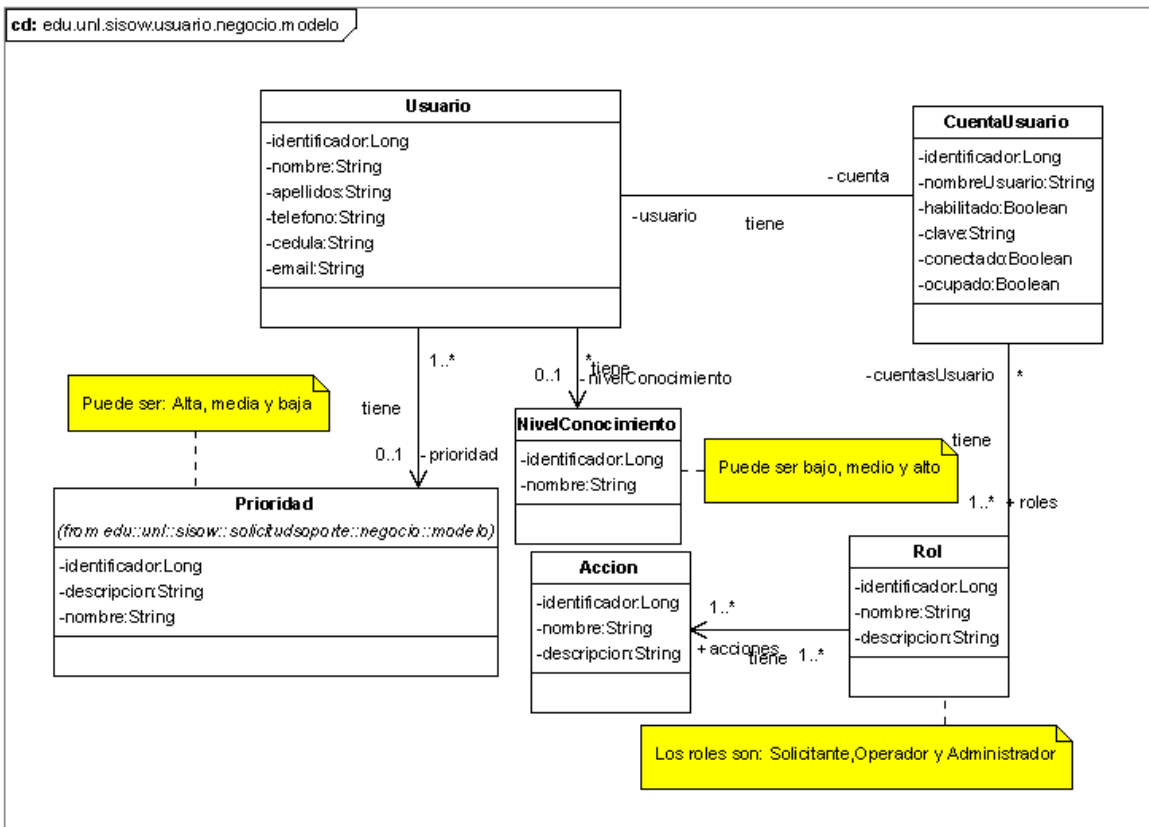 cd: edu.unl.sisow.usuario.negocio.modelo
Usuario
-identificador:Long
-nombre:String
-apellidos:String
-telefono:String
-cedula:String
-email:String
CuentaUsuario
-identificador:Long
-nombreUsuario:String
-habilitado:Boolean
-clave:String
-conectado:Boolean
-ocupado:Boolean
- cuenta
-usuario
tiene
1..*
tiene
0..1
- prioridad
*
tiene
0..1
- nivelConocimiento
-cuentasUsuario
*
tiene
1..*
+ roles
Puede ser: Alta, media y baja
NivelConocimiento
-identificador:Long
-nombre:String
Puede ser bajo, medio y alto
Prioridad
(from edu::unl::sisow::solicitudsoporte::negocio::modelo)
-identificador:Long
-descripcion:String
-nombre:String
Accion
-identificador:Long
-nombre:String
-descripcion:String
1..*
+ acciones
tiene
1..*
Rol
-identificador:Long
-nombre:String
-descripcion:String
Los roles son: Solicitante,Operador y Administrador